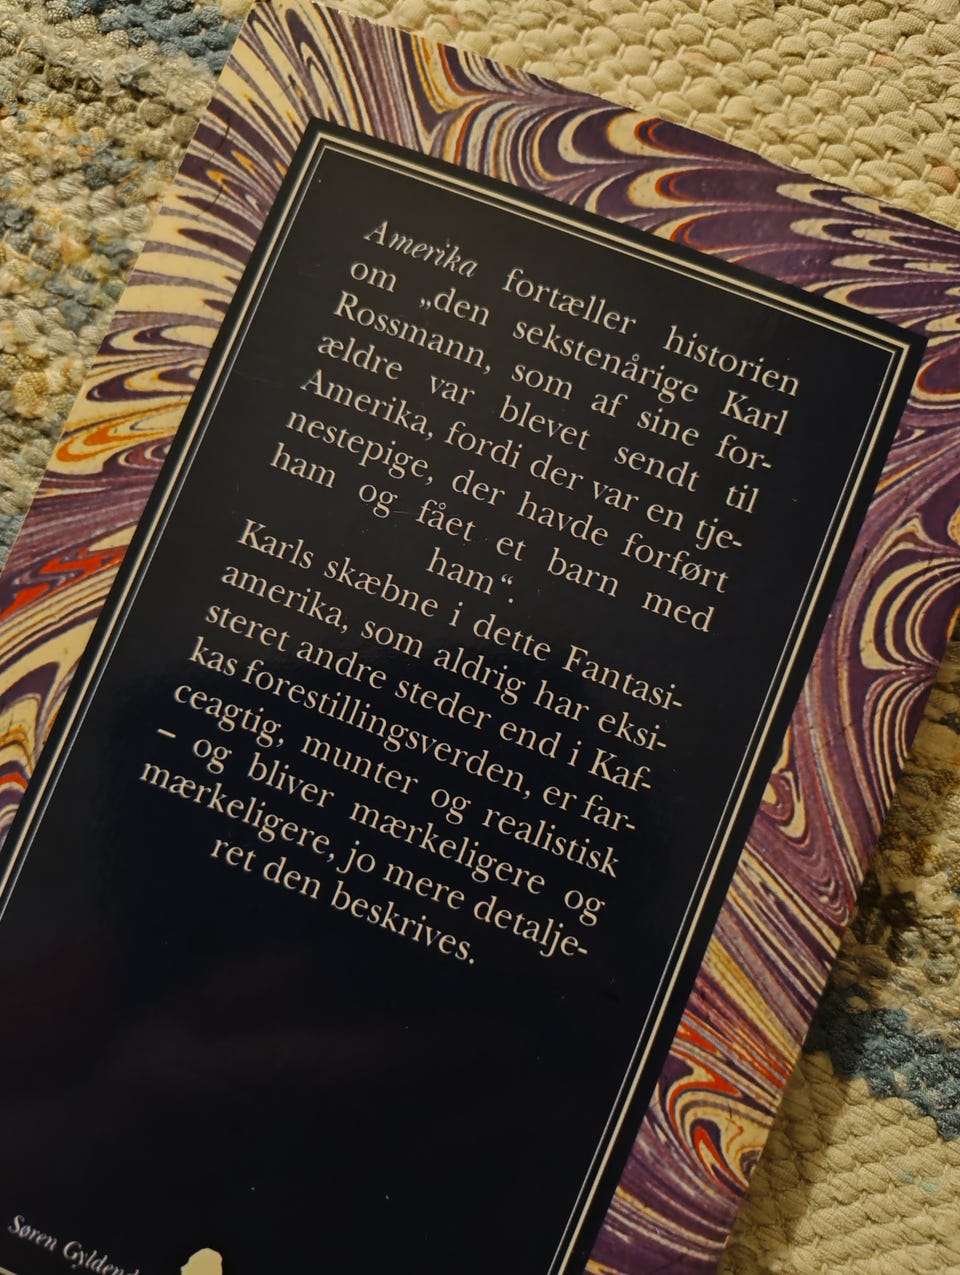 Amerika fortæller historien
om „den sekstenårige Karl
Rossmann, som af sine for-
ældre var blevet sendt til
Amerika, fordi der var en tje-
nestepige, der havde forført
ham og fået et barn med
ham“.
Karls skæbne i dette Fantasi-
amerika, som aldrig har eksi-
steret andre steder end i Kaf-
kas forestillingsverden, er far-
ceagtig, munter og realistisk
– og bliver mærkeligere og
mærkeligere, jo mere detalje-
ret den beskrives.
Søren